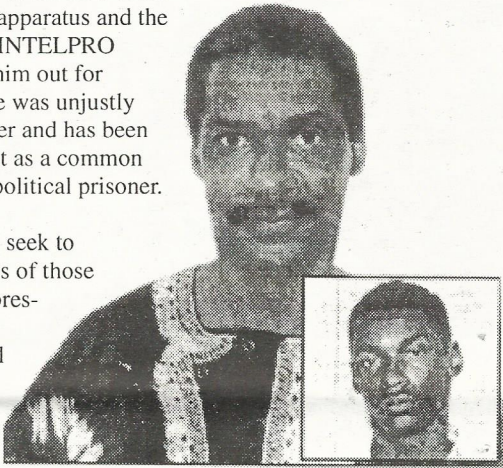 apparatus and the
INTELPRO
him out for
e was unjustly
er and has been
t as a common
political prisoner.
seek to
s of those
pres-
d